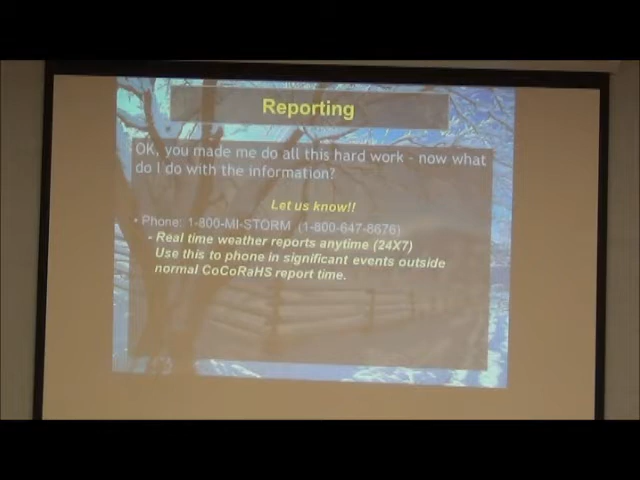 Reporting
OK, you made me do all this hard work - now what
do I do with the information?
Let us know!!
• Phone: 1-800-MI-STORM (1-800-647-8676)
- Real time weather reports anytime (24X7)
Use this to phone in significant events outside
normal CoCoRaHS report time.